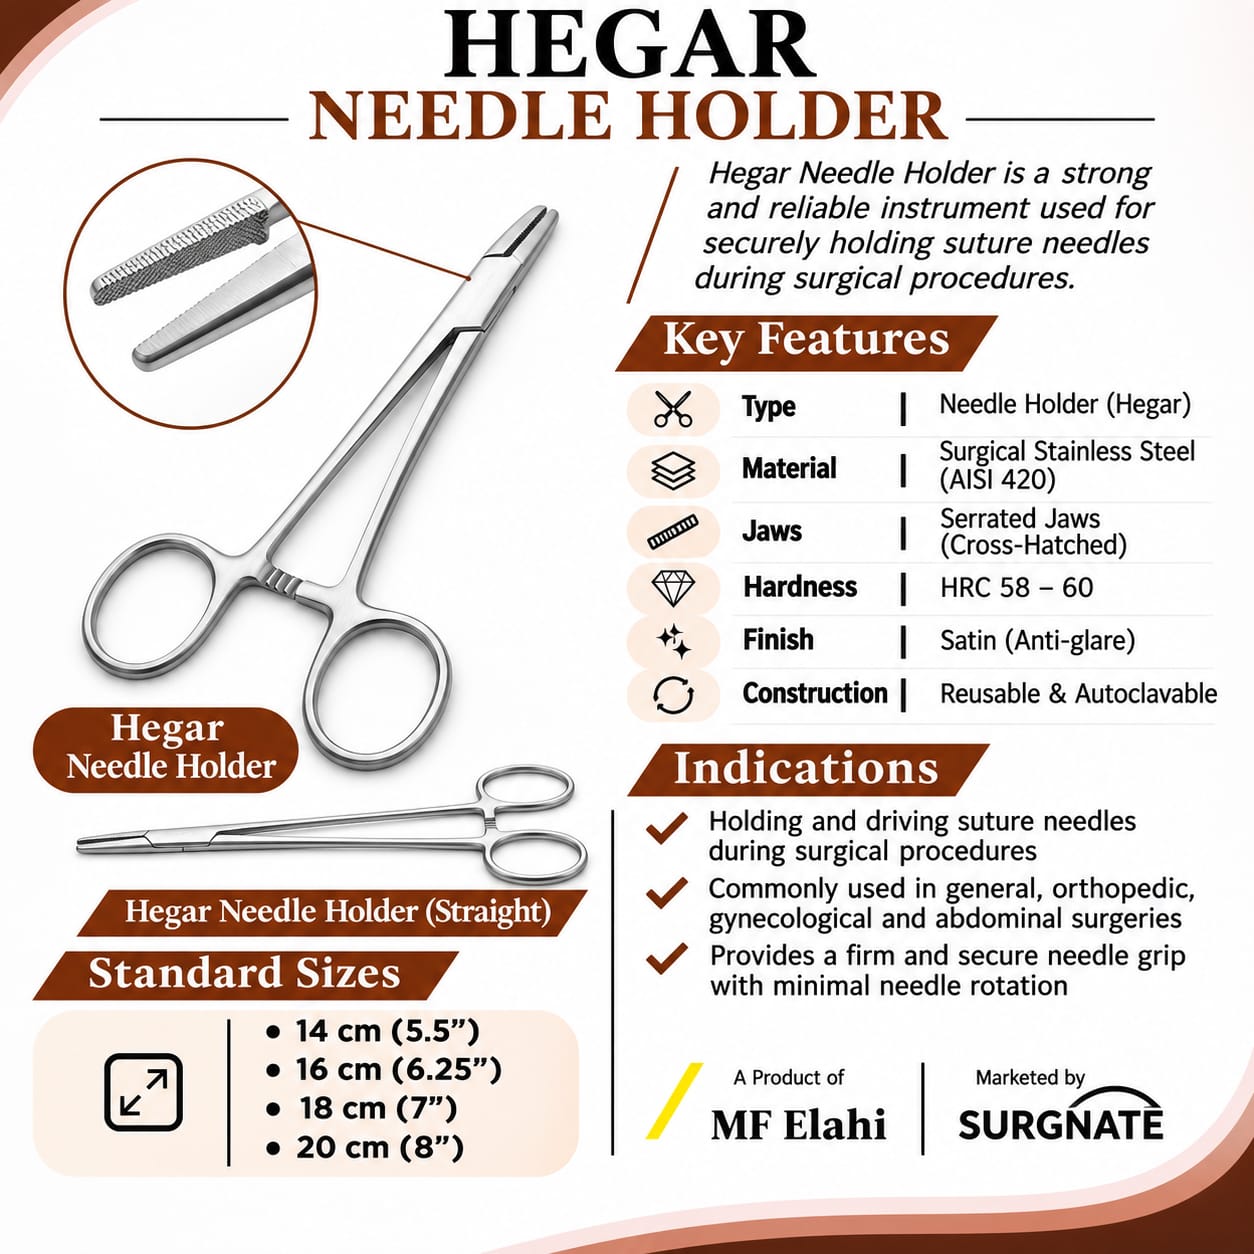 HEGAR
NEEDLE HOLDER
Hegar Needle Holder is a strong
and reliable instrument used for
securely holding suture needles
during surgical procedures.
Key Features
Type | Needle Holder (Hegar)
Material | Surgical Stainless Steel
(AISI 420)
Jaws | Serrated Jaws
(Cross-Hatched)
Hardness | HRC 58 – 60
Finish | Satin (Anti-glare)
Construction | Reusable & Autoclavable
Hegar
Needle Holder
Hegar Needle Holder (Straight)
Standard Sizes
• 14 cm (5.5”)
• 16 cm (6.25”)
• 18 cm (7”)
• 20 cm (8”)
Indications
Holding and driving suture needles
during surgical procedures
Commonly used in general, orthopedic,
gynecological and abdominal surgeries
Provides a firm and secure needle grip
with minimal needle rotation
A Product of
MF Elahi
Marketed by
SURGNATE